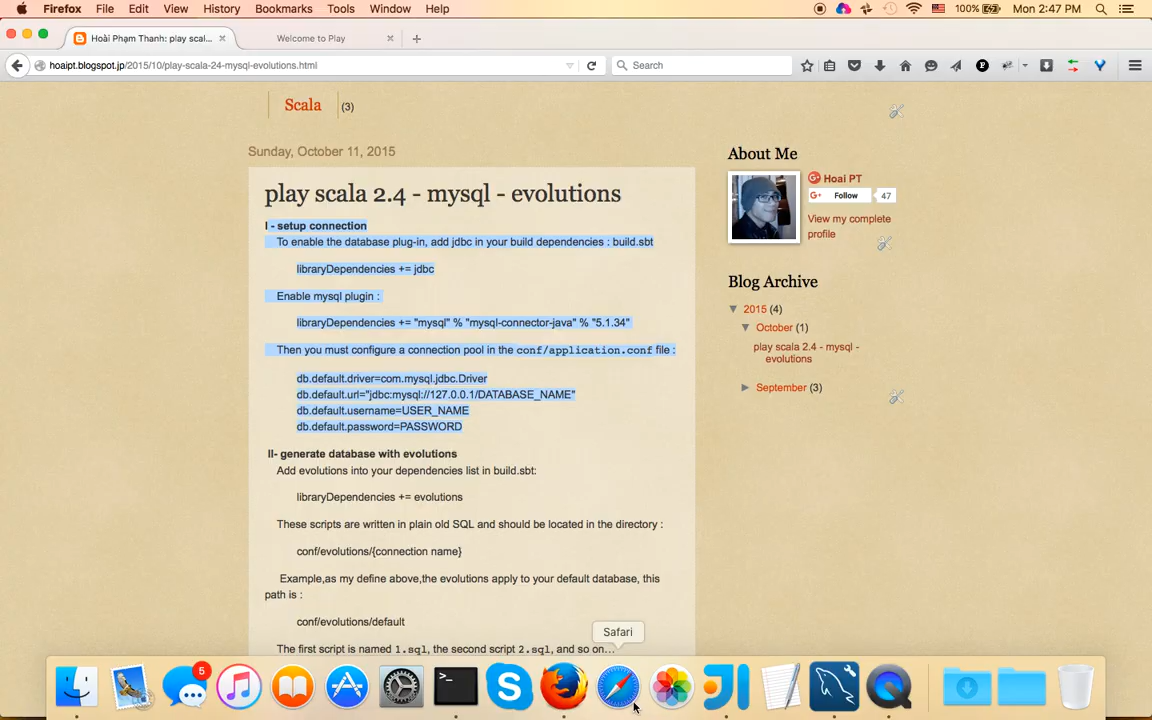 Firefox File Edit View History Bookmarks Tools Window Help 100% Mon 2:47 PM
Hoài Phạm Thanh: play scal... Welcome to Play
hoaipt.blogspot.jp/2015/10/play-scala-24-mysql-evolutions.html Search
Scala (3)
Sunday, October 11, 2015
play scala 2.4 - mysql - evolutions
I - setup connection
To enable the database plug-in, add jdbc in your build dependencies : build.sbt
libraryDependencies += jdbc
Enable mysql plugin :
libraryDependencies += "mysql" % "mysql-connector-java" % "5.1.34"
Then you must configure a connection pool in the conf/application.conf file :
db.default.driver=com.mysql.jdbc.Driver
db.default.url="jdbc:mysql://127.0.0.1/DATABASE_NAME"
db.default.username=USER_NAME
db.default.password=PASSWORD
II- generate database with evolutions
Add evolutions into your dependencies list in build.sbt:
libraryDependencies += evolutions
These scripts are written in plain old SQL and should be located in the directory :
conf/evolutions/{connection name}
Example,as my define above,the evolutions apply to your default database, this
path is :
conf/evolutions/default
The first script is named 1.sql, the second script 2.sql, and so on...
About Me
Hoai PT
G+ Follow 47
View my complete
profile
Blog Archive
▼ 2015 (4)
▼ October (1)
play scala 2.4 - mysql -
evolutions
► September (3)
Safari
5